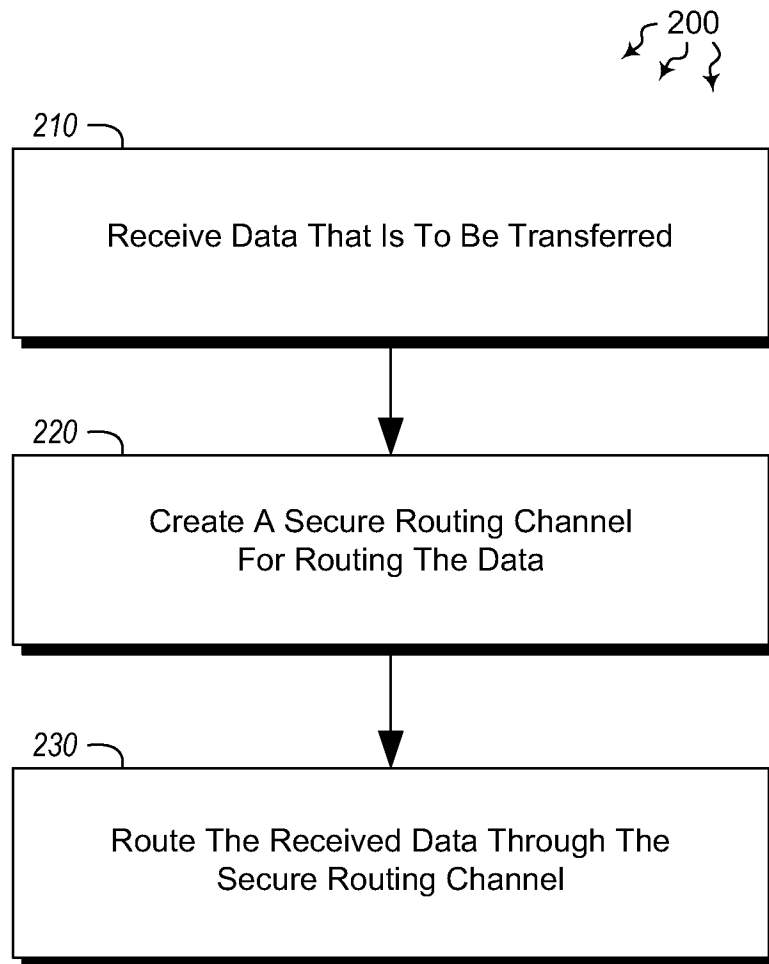 200
210
Receive Data That Is To Be Transferred
220
Create A Secure Routing Channel
For Routing The Data
230
Route The Received Data Through The
Secure Routing Channel